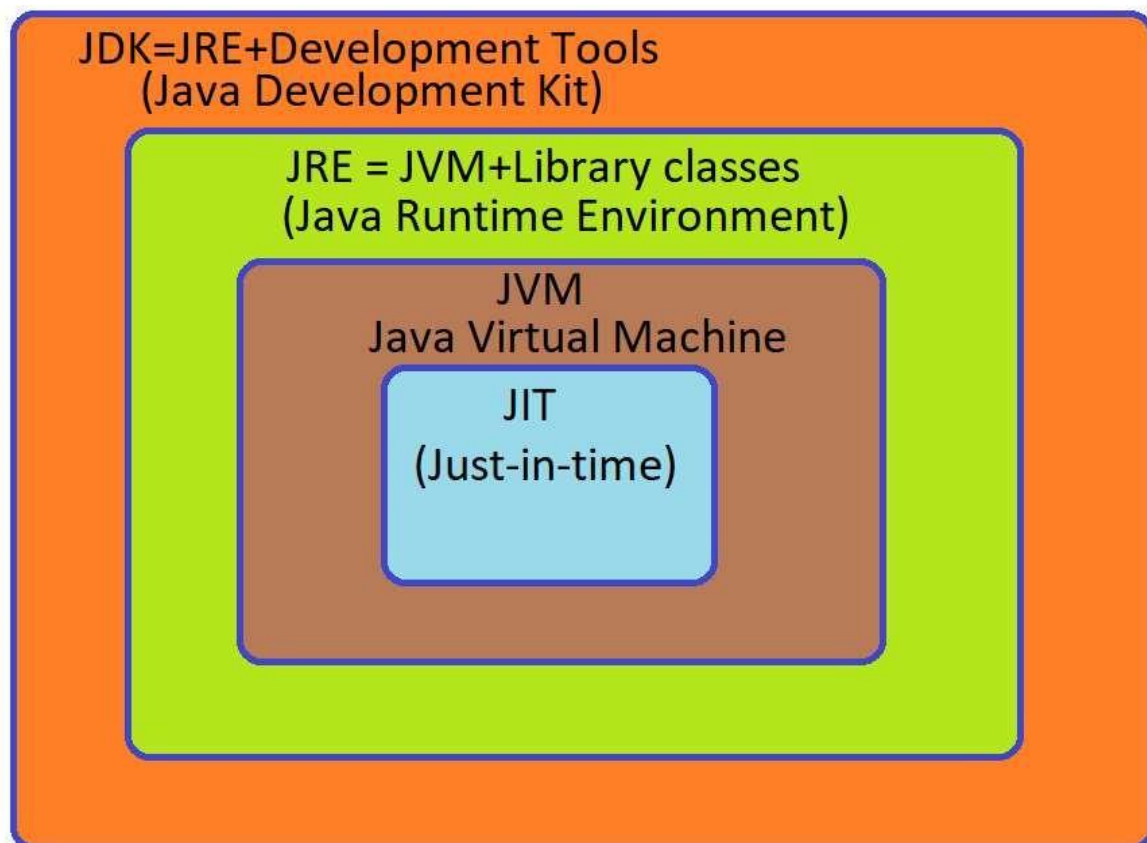 JDK=JRE+Development Tools
(Java Development Kit)
JRE = JVM+Library classes
(Java Runtime Environment)
JVM
Java Virtual Machine
JIT
(Just-in-time)